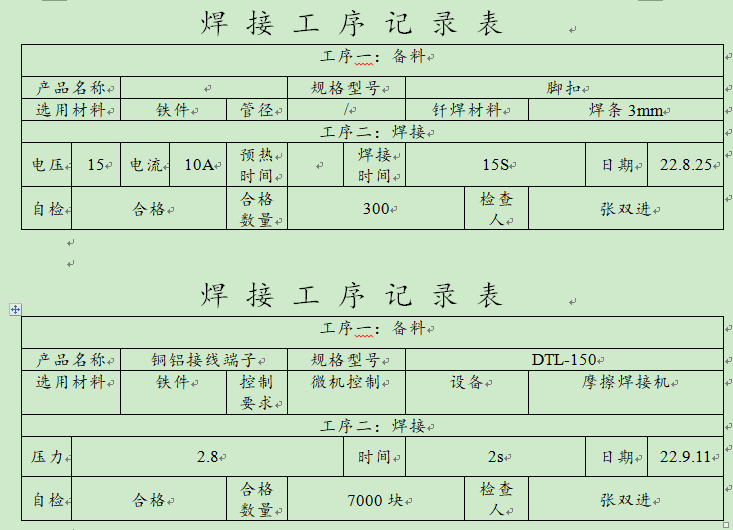 焊接工序记录表
工序一：备料
产品名称 规格型号 脚扣
选用材料 铁件 管径 / 钎焊材料 焊条 3mm
工序二：焊接
电压 15 电流 10A 预热时间 焊接时间 15S 日期 22.8.25
自检 合格 合格数量 300 检查人 张双进
焊接工序记录表
工序一：备料
产品名称 铜铝接线端子 规格型号 DTL-150
选用材料 铁件 控制要求 微机控制 设备 摩擦焊接机
工序二：焊接
压力 2.8 时间 2s 日期 22.9.11
自检 合格 合格数量 7000 块 检查人 张双进